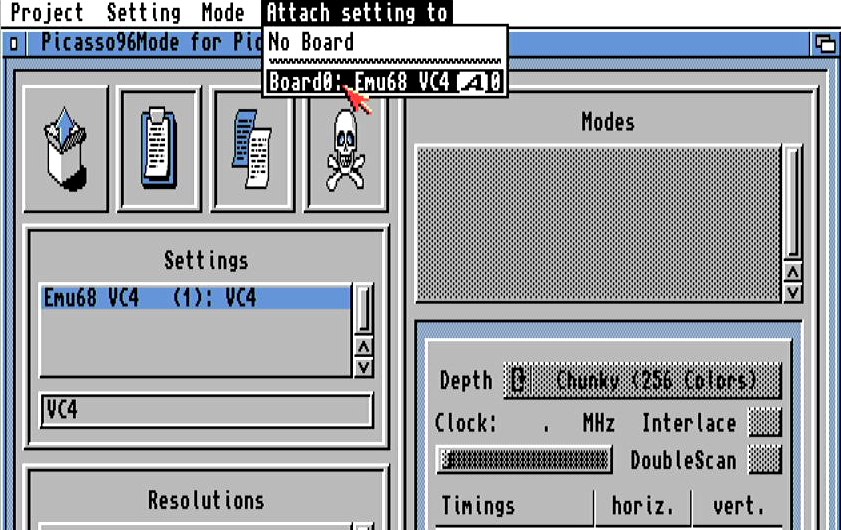 Project Setting Mode Attach setting to
Picasso96Mode for Pic
No Board
Board0: Emu68 VC4 A 0
Modes
Settings
Emu68 VC4 (1): VC4
VC4
Resolutions
Depth Chunky (256 Colors)
Clock: . MHz Interlace
DoubleScan
Timings horiz. vert.